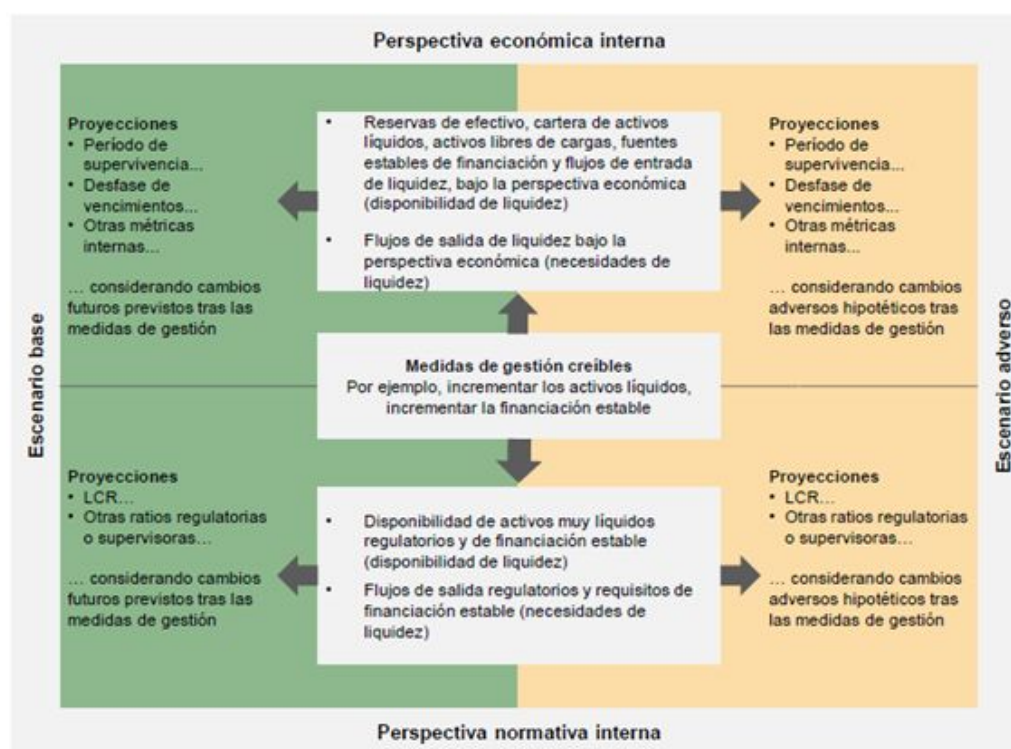 Perspectiva económica interna
Escenario base
Proyecciones
• Período de
supervivencia...
• Desfase de
vencimientos...
• Otras métricas
internas...
… considerando cambios
futuros previstos tras las
medidas de gestión
• Reservas de efectivo, cartera de activos
líquidos, activos libres de cargas, fuentes
estables de financiación y flujos de entrada
de liquidez, bajo la perspectiva económica
(disponibilidad de liquidez)
• Flujos de salida de liquidez bajo la
perspectiva económica (necesidades de
liquidez)
Proyecciones
• Período de
supervivencia...
• Desfase de
vencimientos...
• Otras métricas
internas...
… considerando cambios
adversos hipotéticos tras
las medidas de gestión
Escenario adverso
Medidas de gestión creíbles
Por ejemplo, incrementar los activos líquidos,
incrementar la financiación estable
Proyecciones
• LCR…
• Otras ratios regulatorias
o supervisoras…
… considerando cambios
futuros previstos tras las
medidas de gestión
• Disponibilidad de activos muy líquidos
regulatorios y de financiación estable
(disponibilidad de liquidez)
• Flujos de salida regulatorios y requisitos de
financiación estable (necesidades de
liquidez)
Proyecciones
• LCR…
• Otras ratios regulatorias
o supervisoras…
… considerando cambios
adversos hipotéticos tras
las medidas de gestión
Perspectiva normativa interna